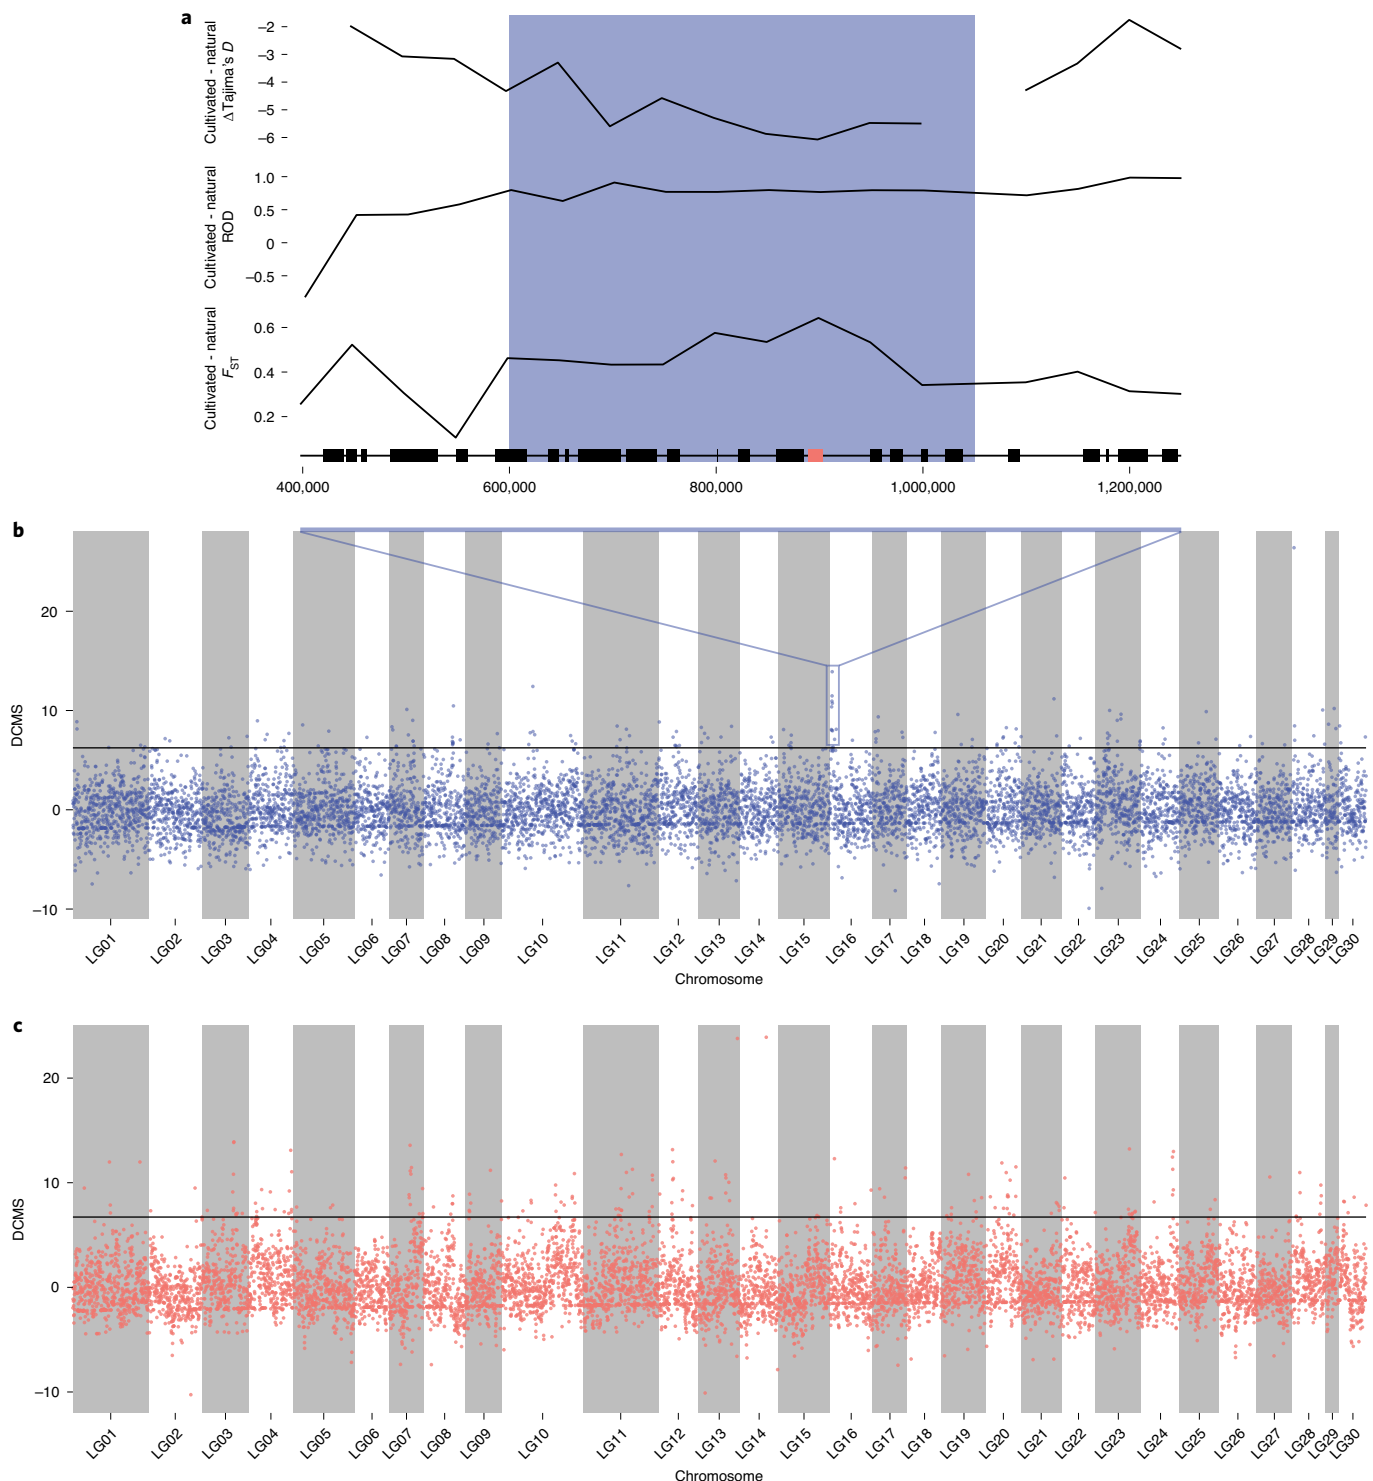 a
Cultivated - natural
ΔTajima's D
−2
−3
−4
−5
−6
Cultivated - natural
ROD
1.0
0.5
0
−0.5
Cultivated - natural
FST
0.6
0.4
0.2
400,000 600,000 800,000 1,000,000 1,200,000
b
DCMS
20
10
0
−10
LG01 LG02 LG03 LG04 LG05 LG06 LG07 LG08 LG09 LG10 LG11 LG12 LG13 LG14 LG15 LG16 LG17 LG18 LG19 LG20 LG21 LG22 LG23 LG24 LG25 LG26 LG27 LG28 LG29 LG30
Chromosome
c
DCMS
20
10
0
−10
LG01 LG02 LG03 LG04 LG05 LG06 LG07 LG08 LG09 LG10 LG11 LG12 LG13 LG14 LG15 LG16 LG17 LG18 LG19 LG20 LG21 LG22 LG23 LG24 LG25 LG26 LG27 LG28 LG29 LG30
Chromosome